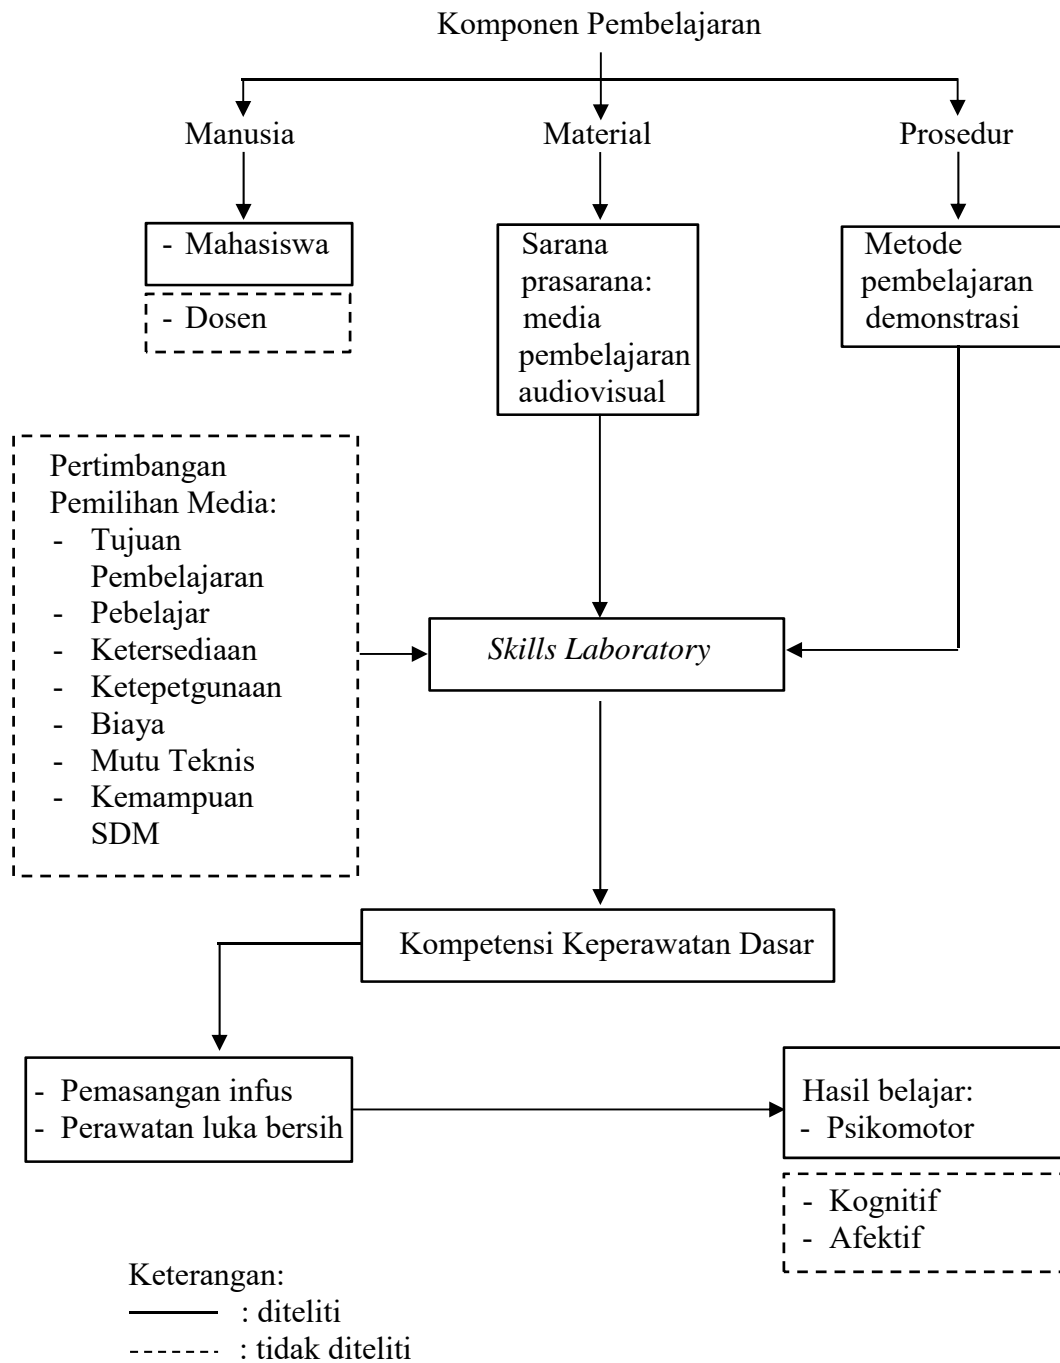 Komponen Pembelajaran
Manusia
Material
Prosedur
- Mahasiswa
- Dosen
Sarana
prasarana:
media
pembelajaran
audiovisual
Metode
pembelajaran
demonstrasi
Pertimbangan
Pemilihan Media:
- Tujuan
Pembelajaran
- Pebelajar
- Ketersediaan
- Ketepetgunaan
- Biaya
- Mutu Teknis
- Kemampuan
SDM
Skills Laboratory
Kompetensi Keperawatan Dasar
- Pemasangan infus
- Perawatan luka bersih
Hasil belajar:
- Psikomotor
- Kognitif
- Afektif
Keterangan:
: diteliti
: tidak diteliti